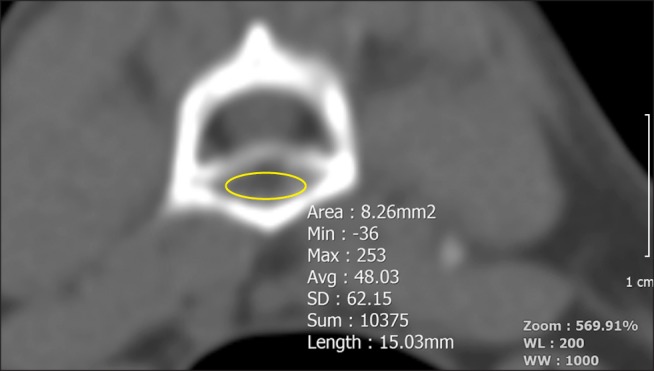 Area : 8.26mm2
Min : -36
Max : 253
Avg : 48.03
SD : 62.15
Sum : 10375
Length : 15.03mm
1 cm
Zoom : 569.91%
WL : 200
WW : 1000